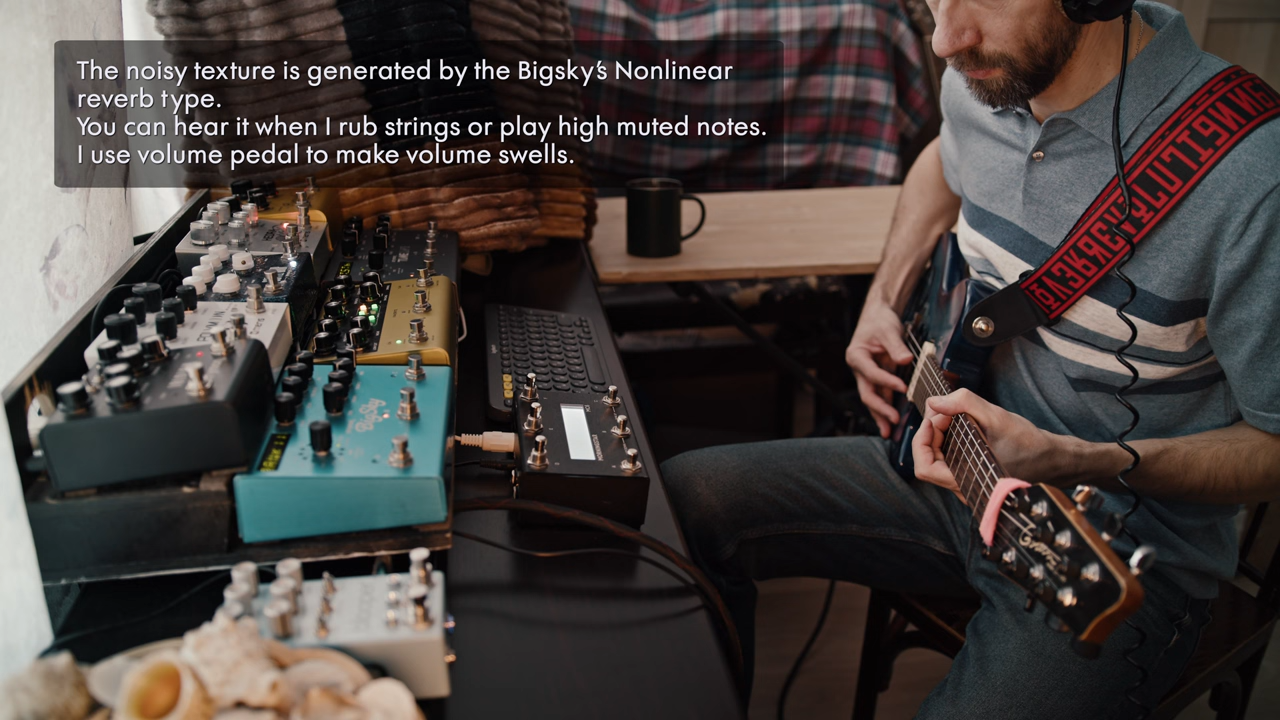 The noisy texture is generated by the Bigsky's Nonlinear
reverb type.
You can hear it when I rub strings or play high muted notes.
I use volume pedal to make volume swells.
BigSky